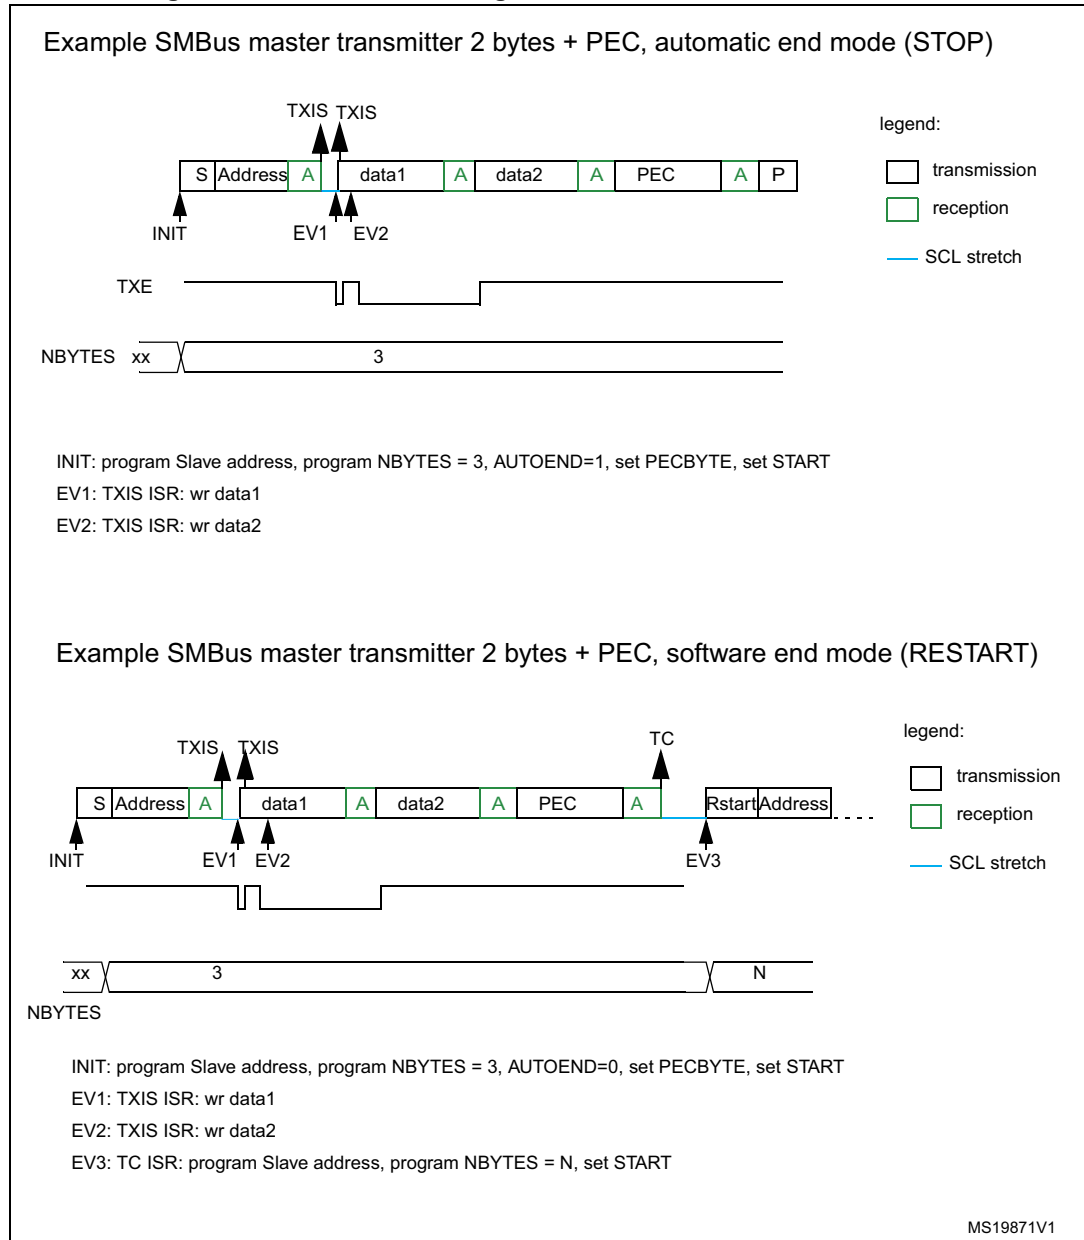 Example SMBus master transmitter 2 bytes + PEC, automatic end mode (STOP)
TXIS TXIS
legend:
S Address A data1 A data2 A PEC A P
transmission
reception
INIT EV1 EV2
SCL stretch
TXE
NBYTES xx 3
INIT: program Slave address, program NBYTES = 3, AUTOEND=1, set PECBYTE, set START
EV1: TXIS ISR: wr data1
EV2: TXIS ISR: wr data2
Example SMBus master transmitter 2 bytes + PEC, software end mode (RESTART)
TXIS TXIS TC
legend:
S Address A data1 A data2 A PEC A Rstart Address
transmission
reception
INIT EV1 EV2 EV3
SCL stretch
xx 3 N
NBYTES
INIT: program Slave address, program NBYTES = 3, AUTOEND=0, set PECBYTE, set START
EV1: TXIS ISR: wr data1
EV2: TXIS ISR: wr data2
EV3: TC ISR: program Slave address, program NBYTES = N, set START
MS19871V1